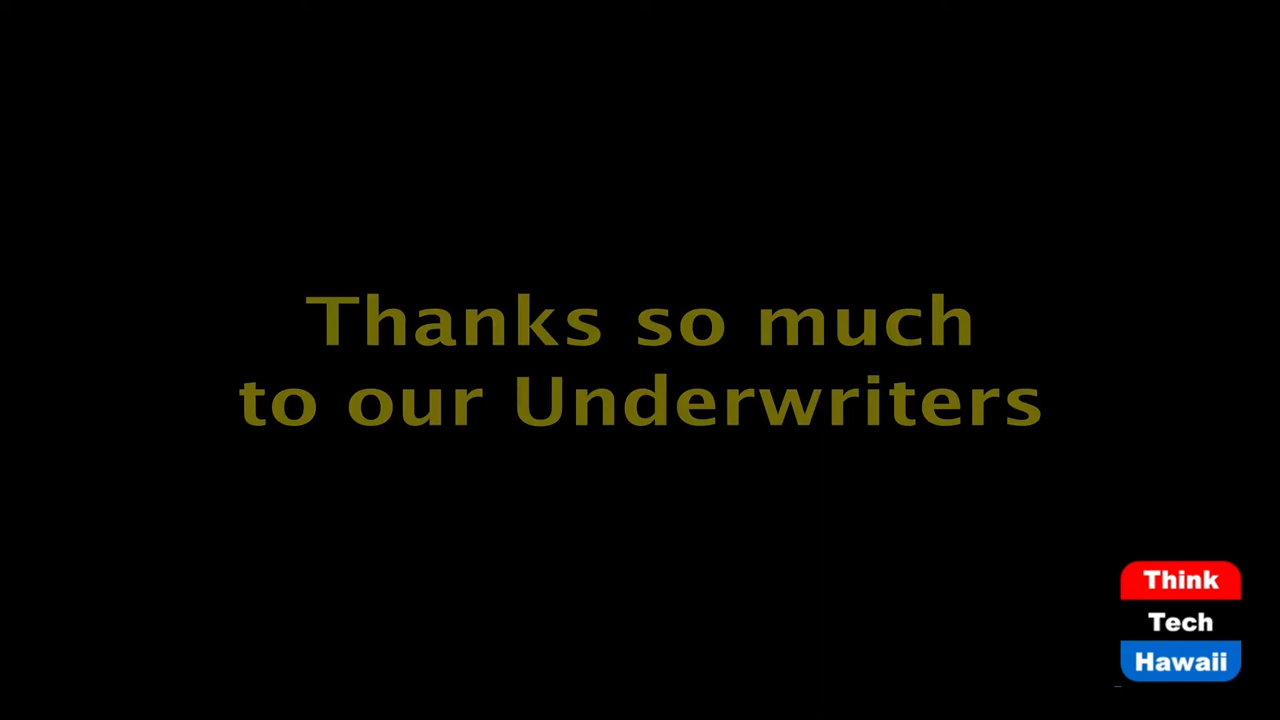 Thanks so much
to our Underwriters
Think
Tech
Hawaii